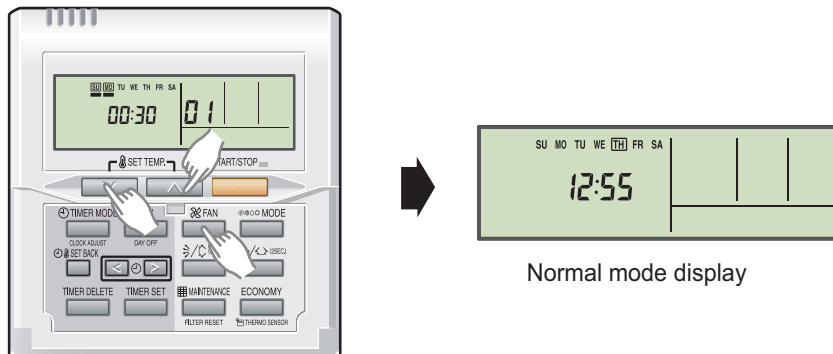 SU MO TU WE TH FR SA
00:30 01
SET TEMP.
START/STOP
TIMER MODE
FAN
MODE
CLOCK ADJUST
DAY OFF
SET BACK
(2SEC.)
TIMER DELETE
TIMER SET
MAINTENANCE
ECONOMY
FILTER RESET
THERMO SENSOR
SU MO TU WE TH FR SA
12:55
Normal mode display